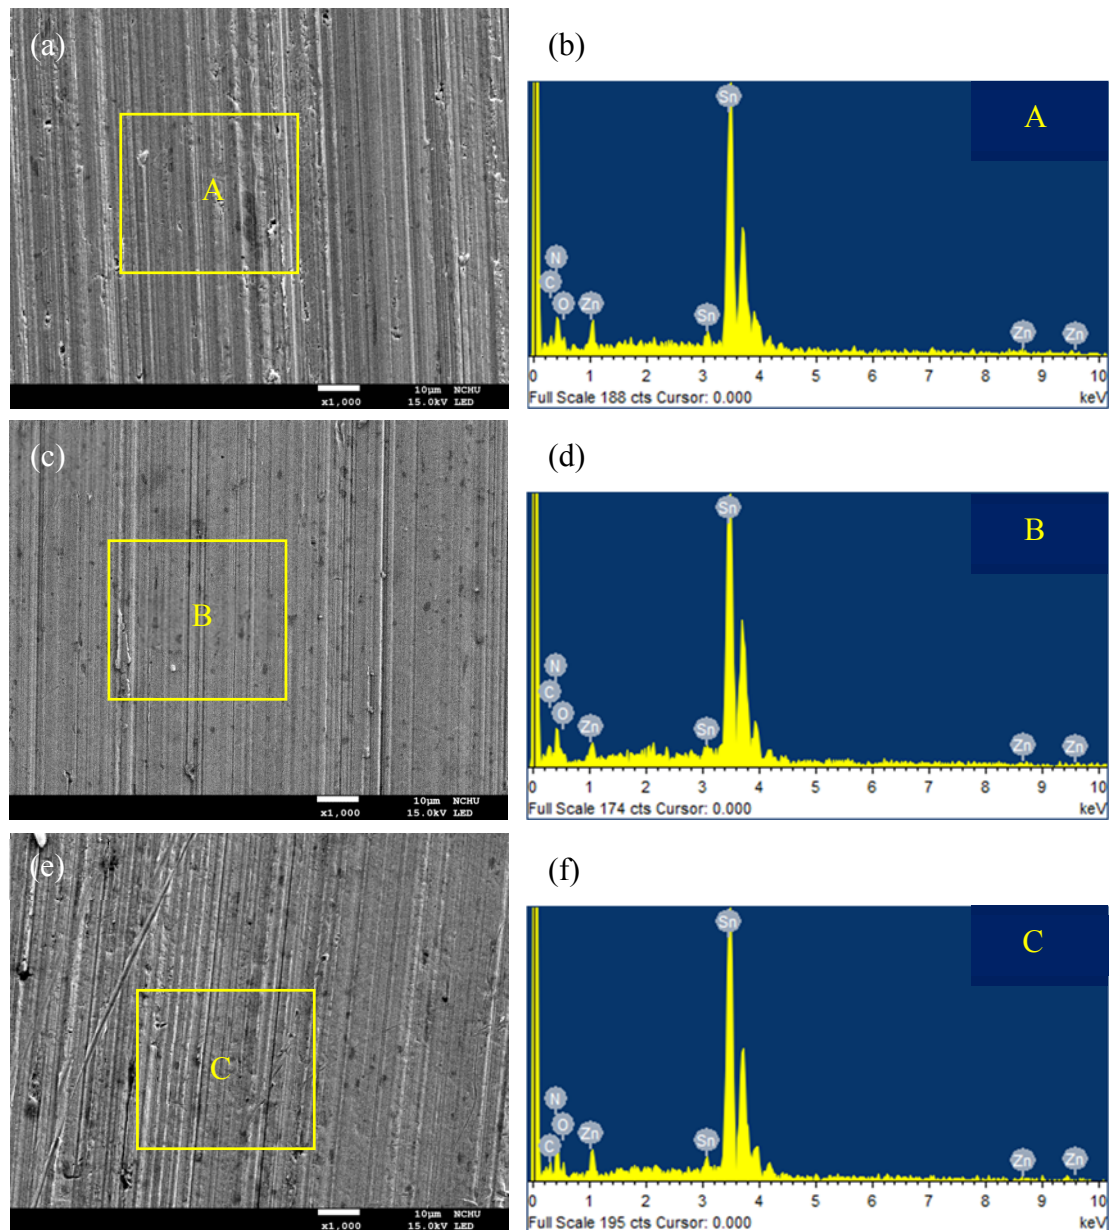 (a)
A
10μm NCHU
x1,000 15.0kV LED
(b)
A
Sn
N
C
O
Zn
Sn
Zn
Zn
0 1 2 3 4 5 6 7 8 9 10
Full Scale 188 cts Cursor: 0.000 keV
(c)
B
10μm NCHU
x1,000 15.0kV LED
(d)
B
Sn
N
C
O
Zn
Sn
Zn
Zn
0 1 2 3 4 5 6 7 8 9 10
Full Scale 174 cts Cursor: 0.000 keV
(e)
C
10μm NCHU
x1,000 15.0kV LED
(f)
C
Sn
N
O
C
Zn
Sn
Zn
Zn
0 1 2 3 4 5 6 7 8 9 10
Full Scale 195 cts Cursor: 0.000 keV